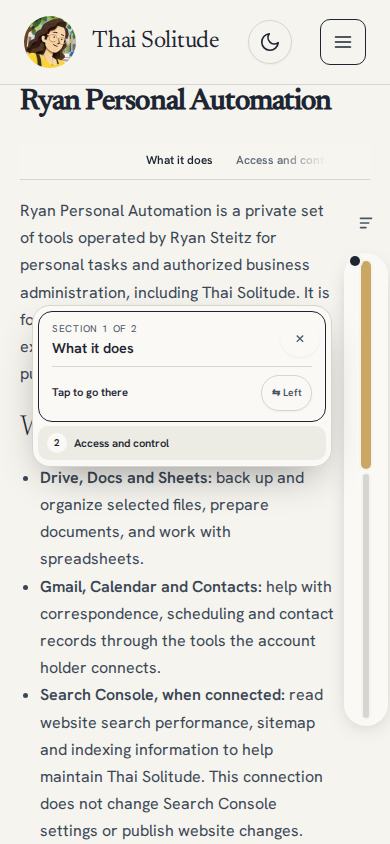 Thai Solitude
Ryan Personal Automation
What it does
Access and cont
Ryan Personal Automation is a private set
of tools operated by Ryan Steitz for
personal tasks and authorized business
administration, including Thai Solitude. It is
SECTION 1 OF 2
What it does
×
Tap to go there
⇆ Left
2 Access and control
• Drive, Docs and Sheets: back up and
organize selected files, prepare
documents, and work with
spreadsheets.
• Gmail, Calendar and Contacts: help with
correspondence, scheduling and contact
records through the tools the account
holder connects.
• Search Console, when connected: read
website search performance, sitemap
and indexing information to help
maintain Thai Solitude. This connection
does not change Search Console
settings or publish website changes.